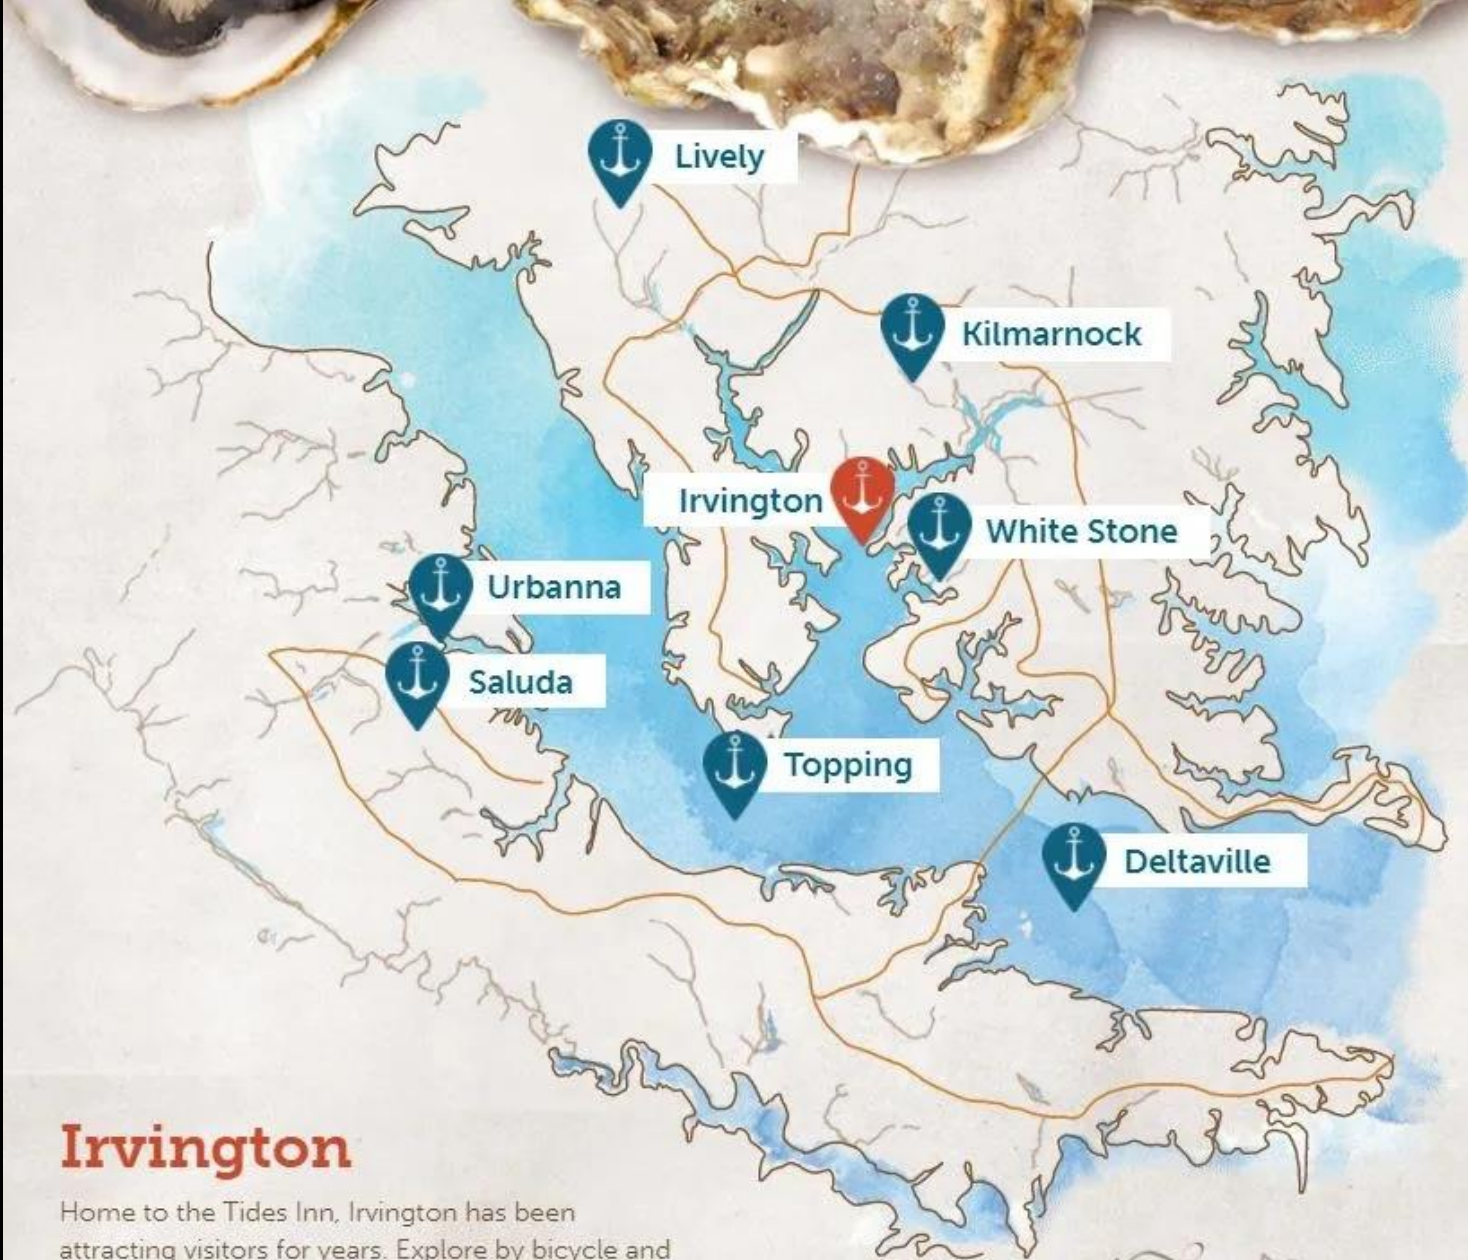 Lively
Kilmarnock
Irvington
White Stone
Urbanna
Saluda
Topping
Deltaville
Irvington
Home to the Tides Inn, Irvington has been
attracting visitors for years. Explore by bicycle and